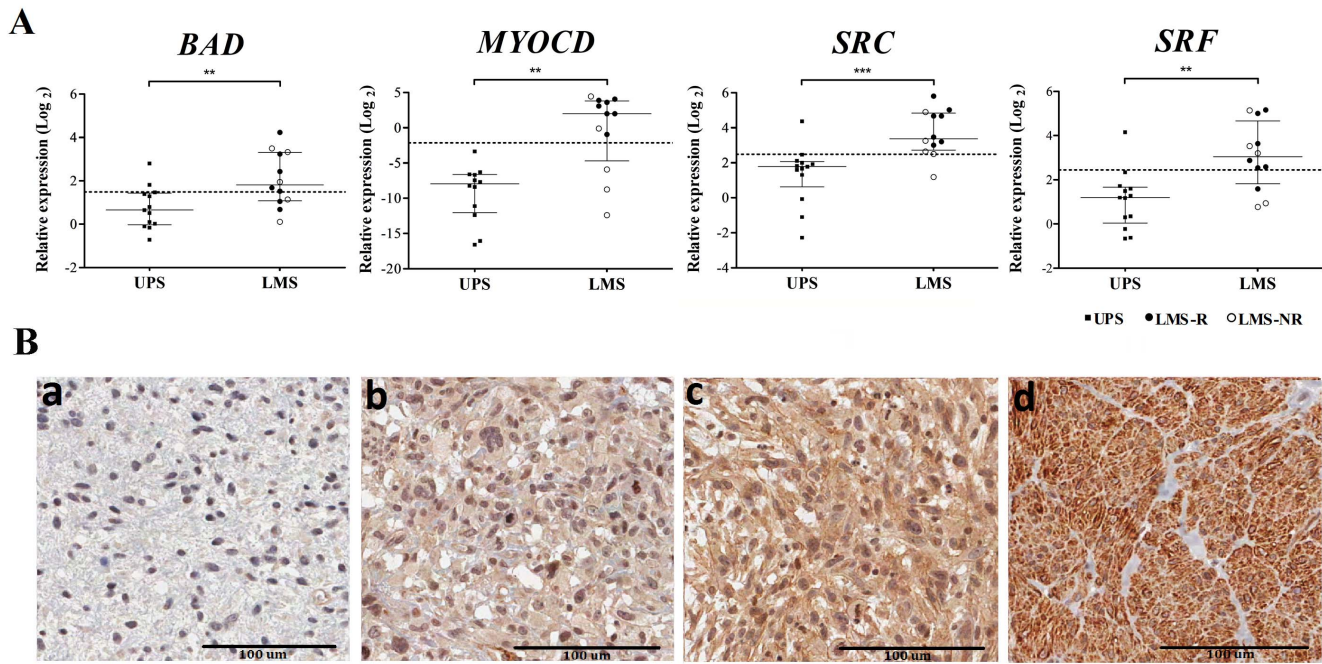 A
BAD
MYOCD
SRC
SRF
Relative expression (Log 2)
**
6
4
2
0
-2
UPS
LMS
Relative expression (Log 2)
**
5
0
-5
-10
-15
-20
UPS
LMS
Relative expression (Log 2)
***
6
4
2
0
-2
-4
UPS
LMS
Relative expression (Log 2)
**
6
4
2
0
-2
UPS
LMS
UPS LMS-R LMS-NR
B
a
b
c
d
100 um
100 um
100 um
100 um